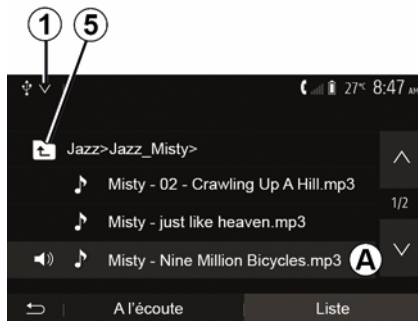 1 5
27°C 8:47 AM
Jazz>Jazz_Misty>
Misty - 02 - Crawling Up A Hill.mp3
1/2
Misty - just like heaven.mp3
Misty - Nine Million Bicycles.mp3 A
A l'écoute Liste